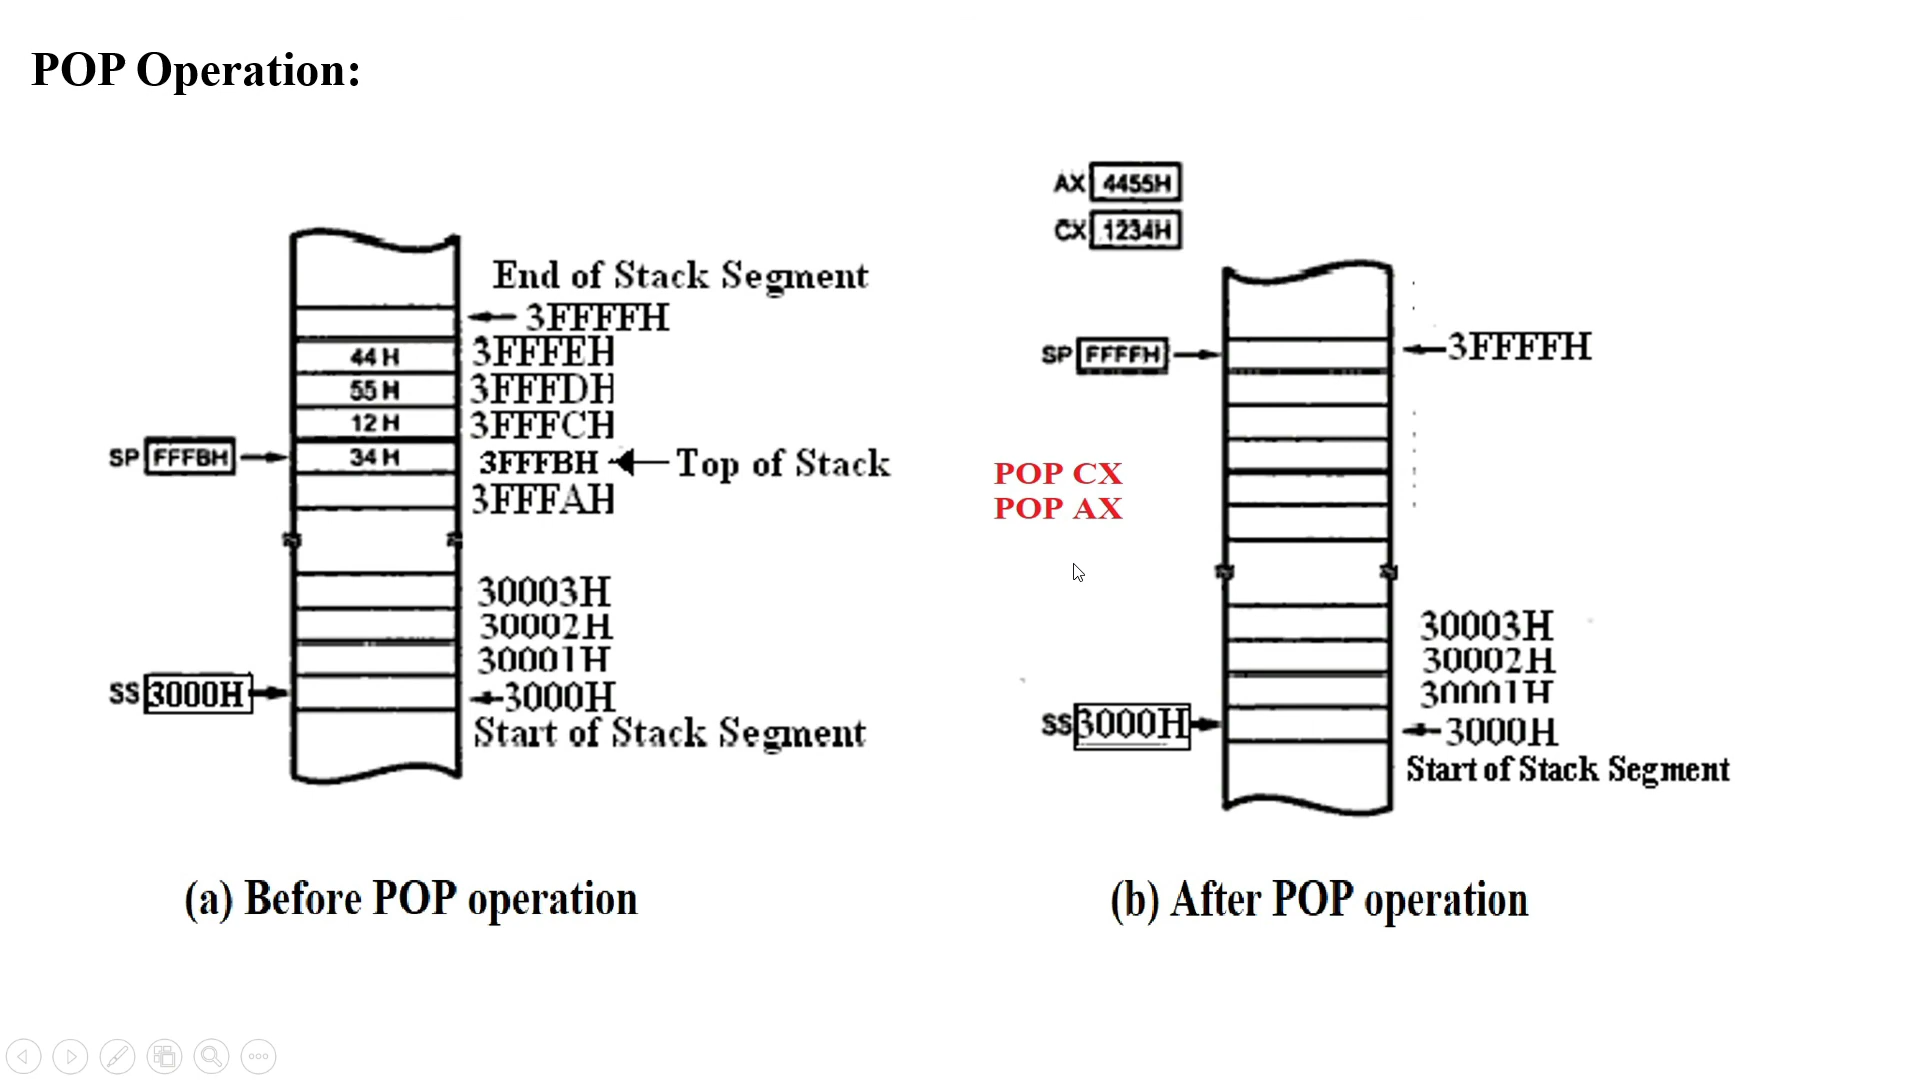 POP Operation:
End of Stack Segment
3FFFFH
44 H 3FFFEH
55 H 3FFFDH
12 H 3FFFCH
SP FFFBH 34 H 3FFFBH Top of Stack
3FFFAH
30003H
30002H
30001H
SS 3000H 3000H
Start of Stack Segment
(a) Before POP operation
POP CX
POP AX
AX 4455H
CX 1234H
SP FFFFH 3FFFFH
30003H
30002H
30001H
SS 3000H 3000H
Start of Stack Segment
(b) After POP operation